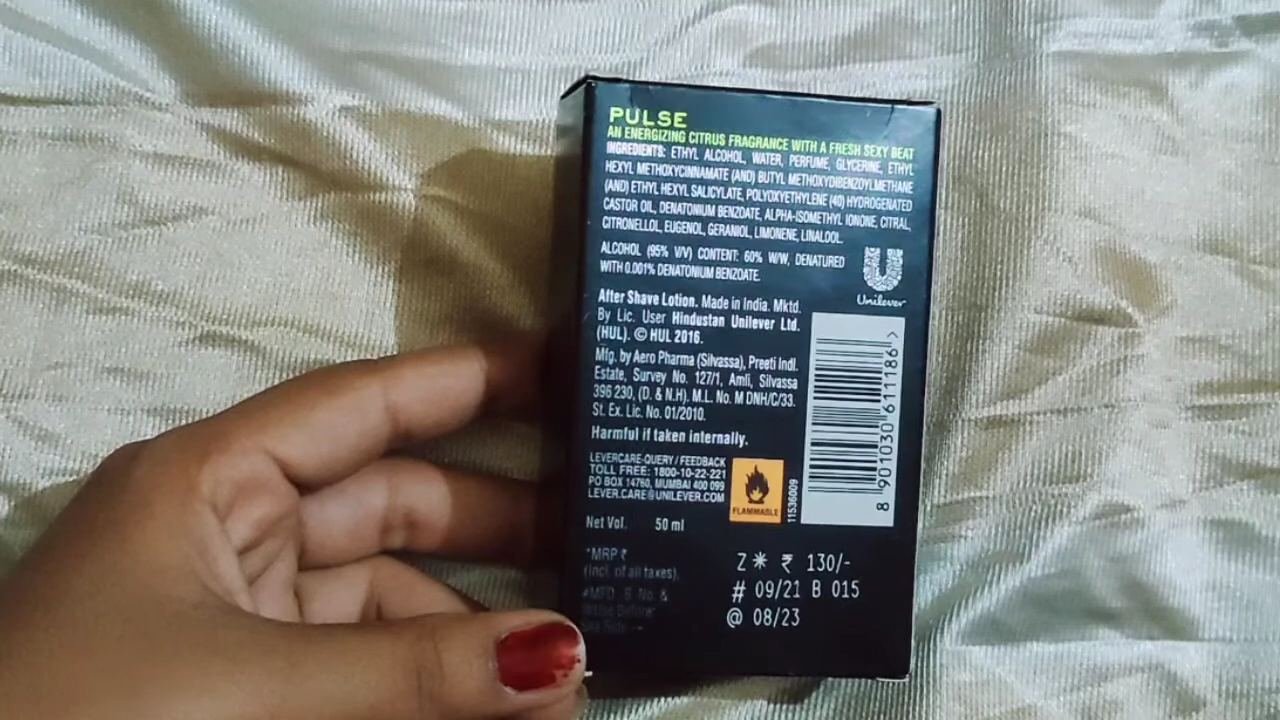 PULSE
AN ENERGIZING CITRUS FRAGRANCE WITH A FRESH SEXY BEAT
INGREDIENTS: ETHYL ALCOHOL, WATER, PERFUME, GLYCERINE, ETHYL
HEXYL METHOXYCINNAMATE (AND) BUTYL METHOXYDIBENZOYLMETHANE
(AND) ETHYL HEXYL SALICYLATE, POLYOXYETHYLENE (40) HYDROGENATED
CASTOR OIL, DENATONIUM BENZOATE, ALPHA-ISOMETHYL IONONE, CITRAL,
CITRONELLOL, EUGENOL, GERANIOL, LIMONENE, LINALOOL.
ALCOHOL (95% V/V) CONTENT: 60% W/W, DENATURED
WITH 0.001% DENATONIUM BENZOATE.
Unilever
After Shave Lotion. Made in India. Mktd.
By Lic. User Hindustan Unilever Ltd.
(HUL). © HUL 2016.
Mfg. by Aero Pharma (Silvassa), Preeti Indl.
Estate, Survey No. 127/1, Amli, Silvassa
396 230, (D. & N.H). M.L. No. M DNH/C/33.
St. Ex. Lic. No. 01/2010.
Harmful if taken internally.
LEVERCARE-QUERY / FEEDBACK
TOLL FREE: 1800-10-22-221
PO BOX 14760, MUMBAI 400 099
LEVER.CARE@UNILEVER.COM
FLAMMABLE
11536009
8 901030 611186 >
Net Vol. 50 ml
*MRP ₹
(incl. of all taxes),
#MFD., B. No. &
Z* ₹ 130/-
# 09/21 B 015
@ 08/23